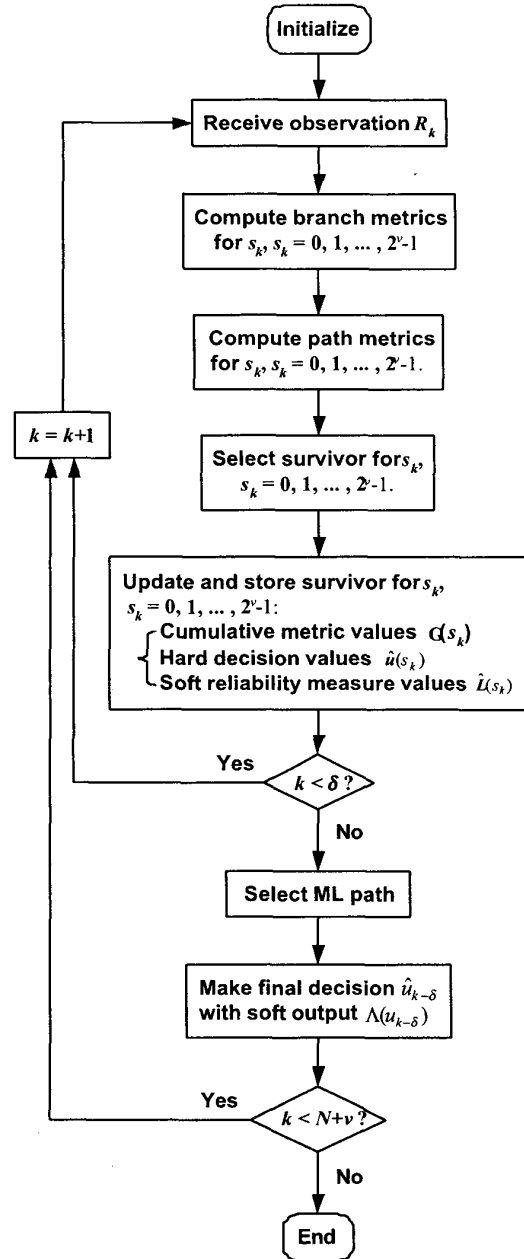 Initialize
Receive observation R_k
Compute branch metrics
for s_k, s_k = 0, 1, ... , 2^v-1
Compute path metrics
for s_k, s_k = 0, 1, ... , 2^v-1.
k = k+1
Select survivor for s_k,
s_k = 0, 1, ... , 2^v-1.
Update and store survivor for s_k,
s_k = 0, 1, ... , 2^v-1:
Cumulative metric values G(s_k)
Hard decision values û(s_k)
Soft reliability measure values L̂(s_k)
Yes
k < δ ?
No
Select ML path
Make final decision û_{k-δ}
with soft output Λ(u_{k-δ})
Yes
k < N+v ?
No
End